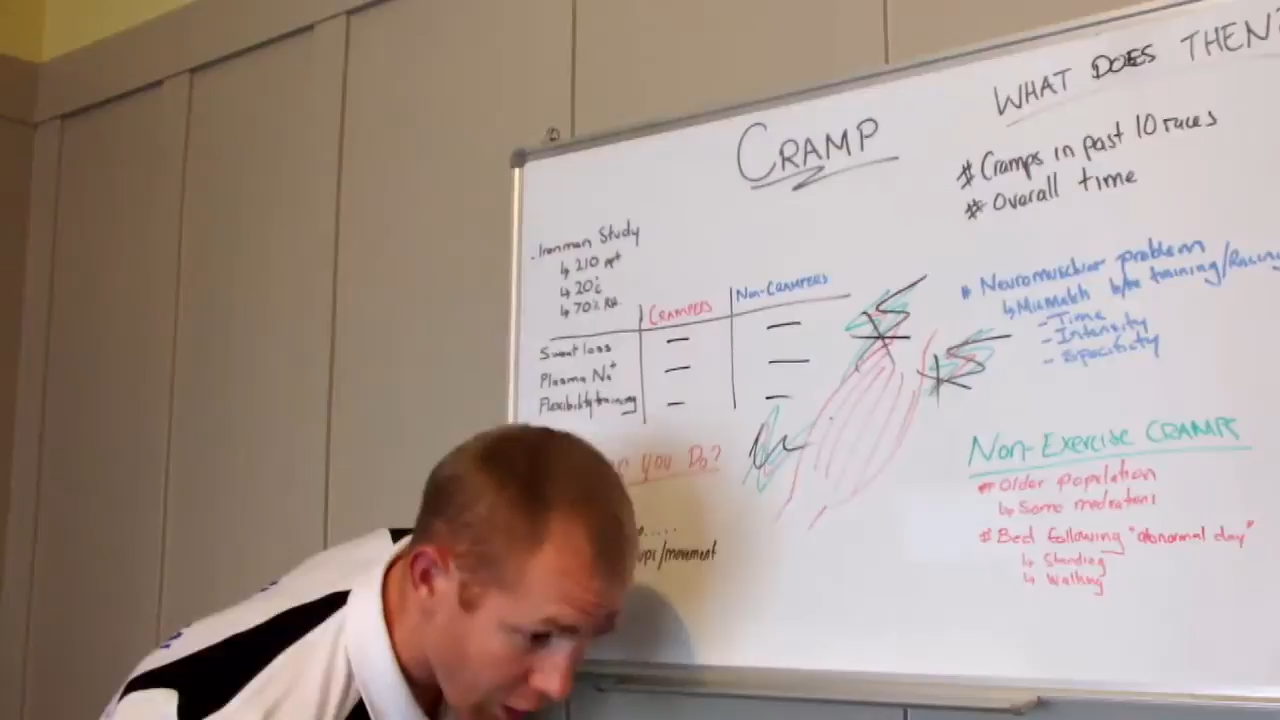 CRAMP
WHAT DOES THEN?
# Cramps in past 10 races
# Overall time
- Ironman Study
↳ 210
↳ 20
↳ 70% RH
CRAMPERS
NON-CRAMPERS
Sweat loss — —
Plasma Na+ — —
Flexibility training — —
# Neuromuscular problem
↳ Mismatch b/w training/Racing
- Time
- Intensity
- Specificity
YOU DO?
ups/movement
NON-EXERCISE CRAMPS
# Older population
↳ Some medications
# Bed following "abnormal day"
↳ Standing
↳ Walking